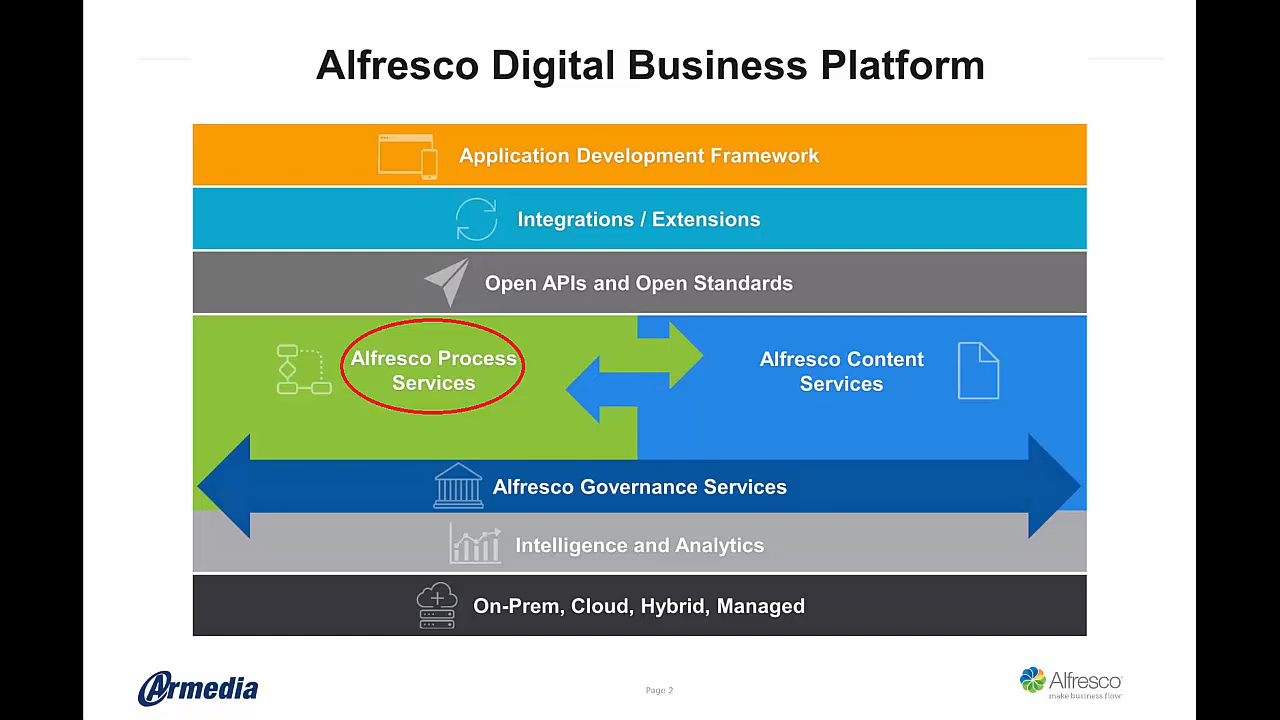 Alfresco Digital Business Platform
Application Development Framework
Integrations / Extensions
Open APIs and Open Standards
Alfresco Process
Services
Alfresco Content
Services
Alfresco Governance Services
Intelligence and Analytics
On-Prem, Cloud, Hybrid, Managed
Armedia
Page 2
Alfresco
make business flow